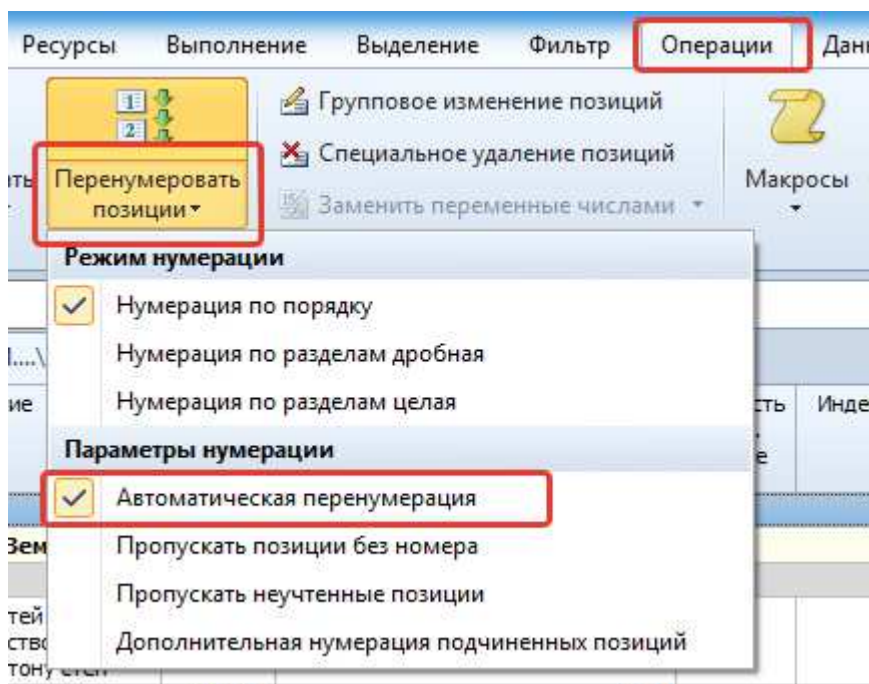 Ресурсы Выполнение Выделение Фильтр Операции
Групповое изменение позиций
Специальное удаление позиций
Перенумеровать позиции
Макросы
Заменить переменные числами
Режим нумерации
Нумерация по порядку
Нумерация по разделам дробная
Нумерация по разделам целая
Параметры нумерации
Автоматическая перенумерация
Пропускать позиции без номера
Пропускать неучтенные позиции
Дополнительная нумерация подчиненных позиций